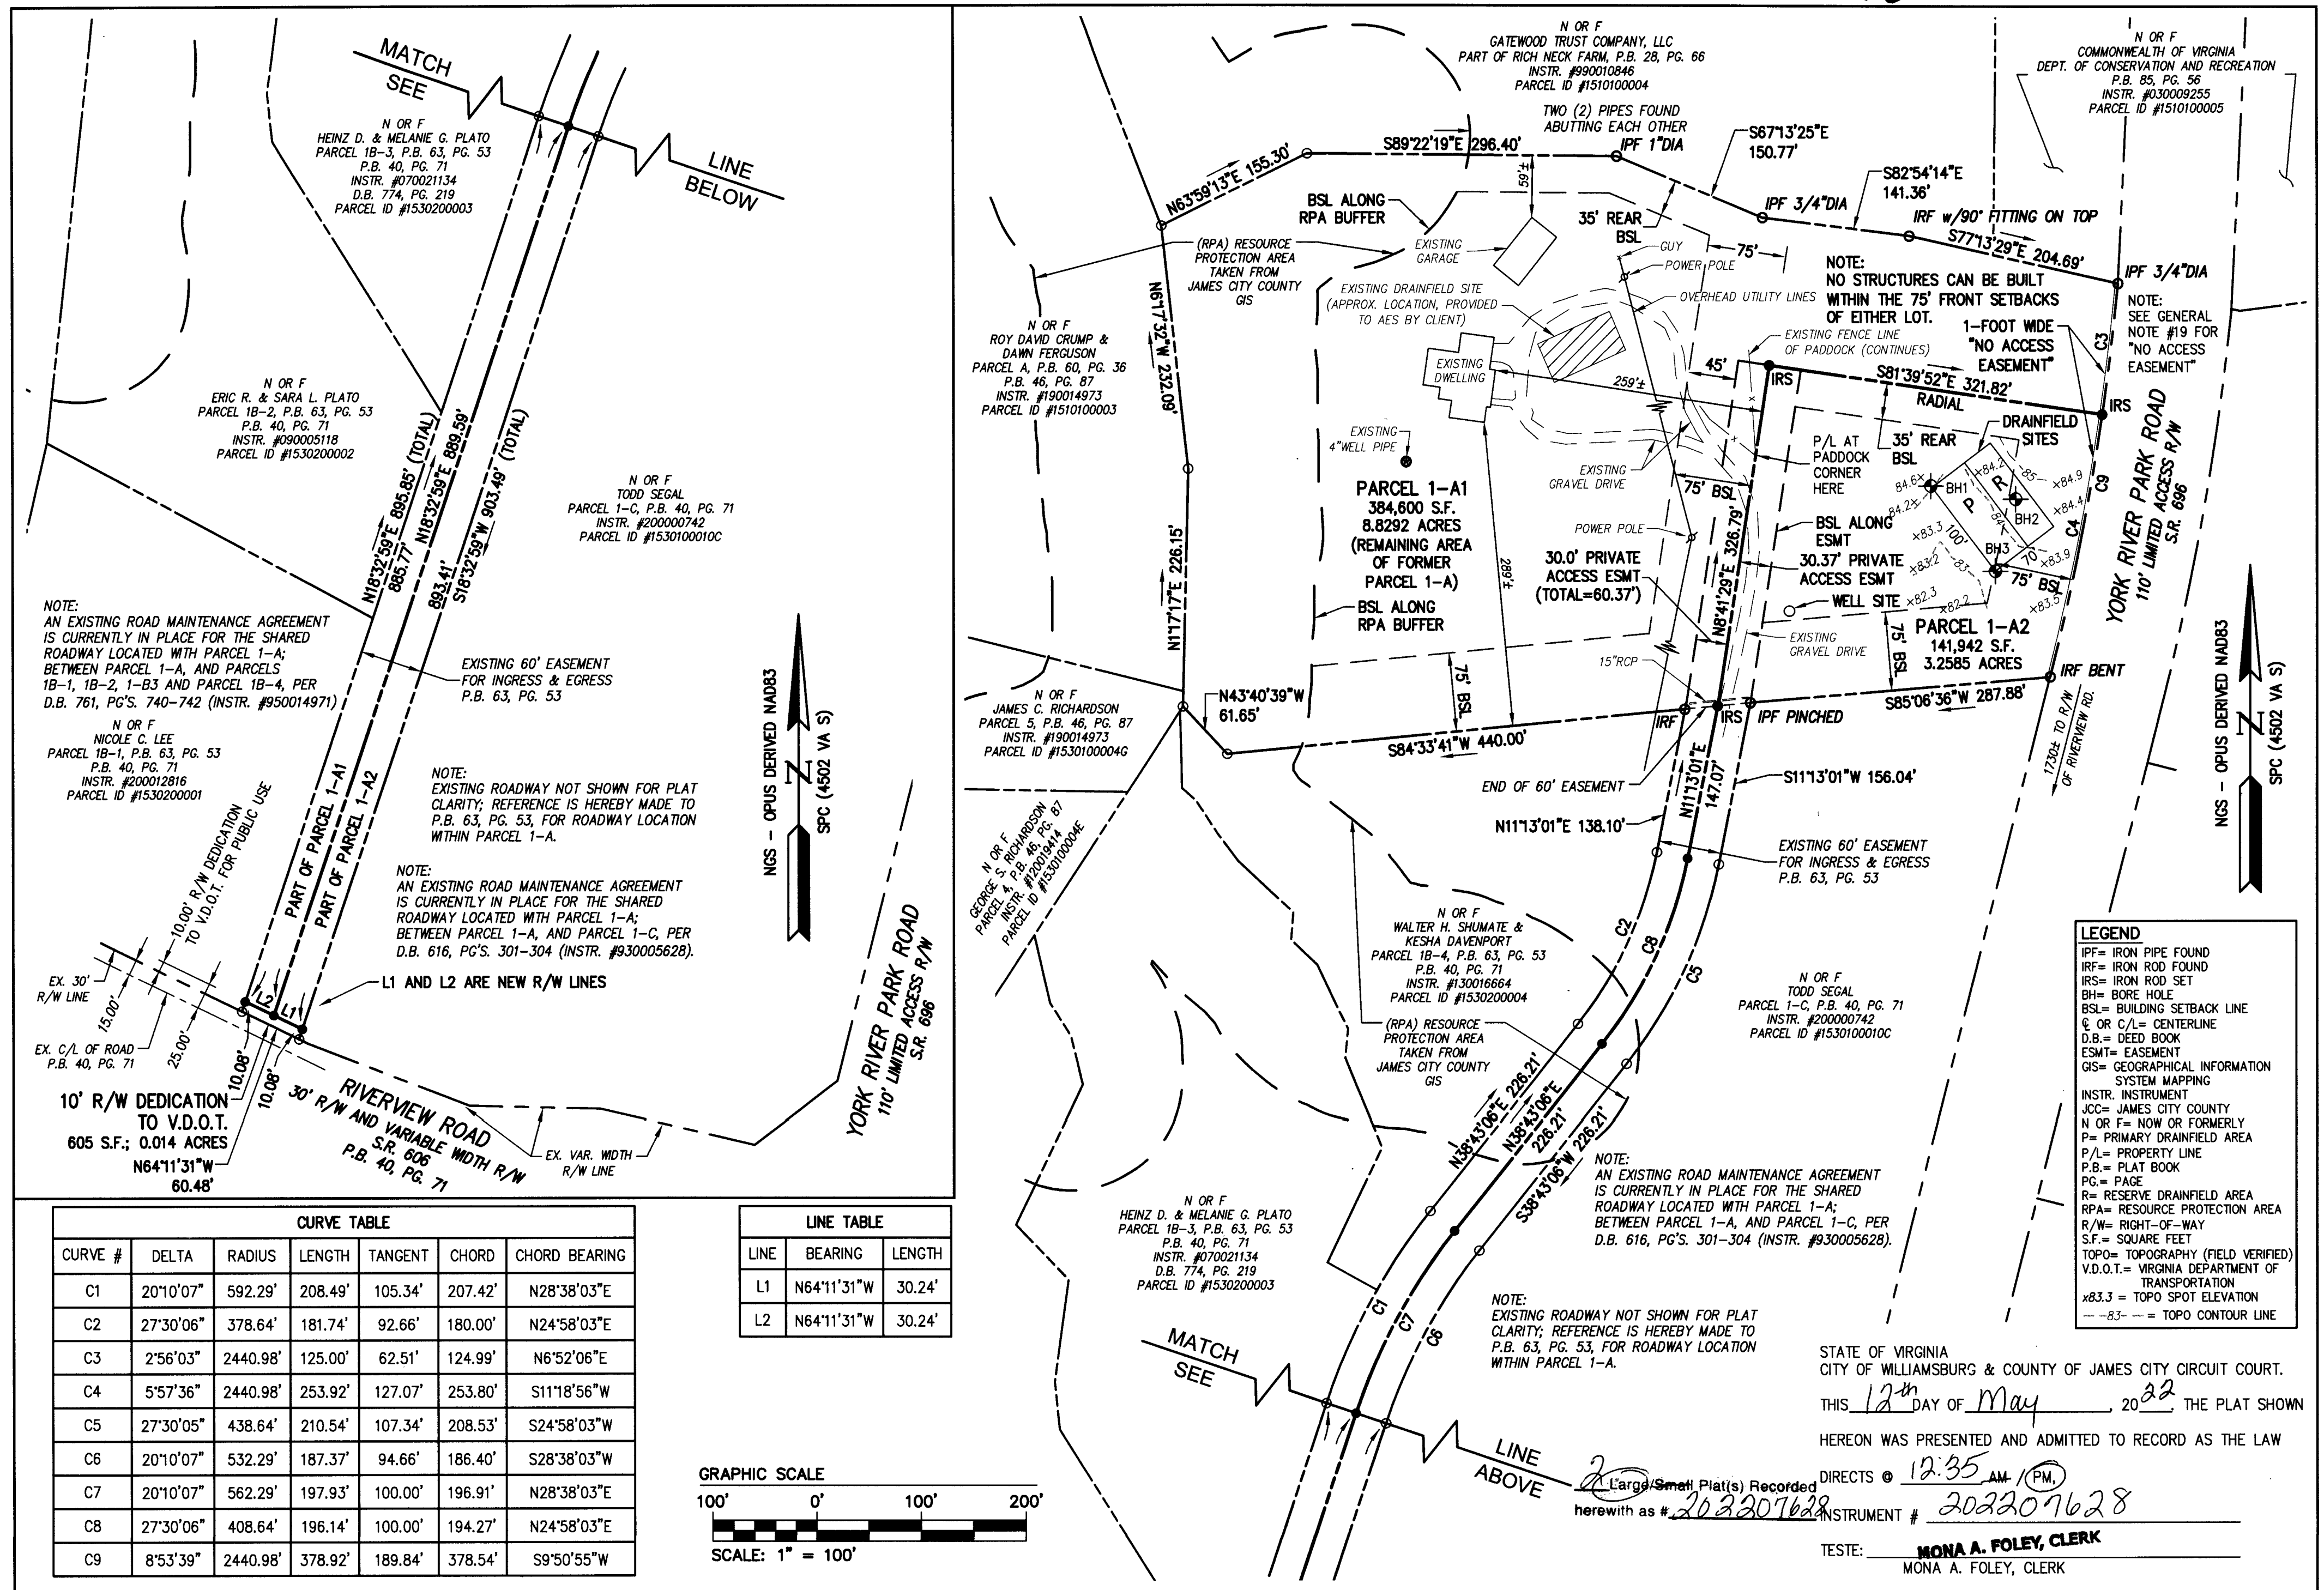 MATCH
SEE
LINE
BELOW
N OR F
HEINZ D. & MELANIE G. PLATO
PARCEL 1B-3, P.B. 63, PG. 53
P.B. 40, PG. 71
INSTR. #070021134
D.B. 774, PG. 219
PARCEL ID #1530200003
N OR F
ERIC R. & SARA L. PLATO
PARCEL 1B-2, P.B. 63, PG. 53
P.B. 40, PG. 71
INSTR. #090005118
PARCEL ID #1530200002
N OR F
TODD SEGAL
PARCEL 1-C, P.B. 40, PG. 71
INSTR. #200000742
PARCEL ID #1530100010C
N18°32'59"E 895.85' (TOTAL)
885.77'
N18°32'59"E 889.59'
893.41'
S18°32'59"W 903.49' (TOTAL)
NOTE:
AN EXISTING ROAD MAINTENANCE AGREEMENT
IS CURRENTLY IN PLACE FOR THE SHARED
ROADWAY LOCATED WITH PARCEL 1-A;
BETWEEN PARCEL 1-A, AND PARCELS
1B-1, 1B-2, 1-B3 AND PARCEL 1B-4, PER
D.B. 761, PG'S. 740-742 (INSTR. #950014971)
N OR F
NICOLE C. LEE
PARCEL 1B-1, P.B. 63, PG. 53
P.B. 40, PG. 71
INSTR. #200012816
PARCEL ID #1530200001
EXISTING 60' EASEMENT
FOR INGRESS & EGRESS
P.B. 63, PG. 53
NOTE:
EXISTING ROADWAY NOT SHOWN FOR PLAT
CLARITY; REFERENCE IS HEREBY MADE TO
P.B. 63, PG. 53, FOR ROADWAY LOCATION
WITHIN PARCEL 1-A.
NOTE:
AN EXISTING ROAD MAINTENANCE AGREEMENT
IS CURRENTLY IN PLACE FOR THE SHARED
ROADWAY LOCATED WITH PARCEL 1-A;
BETWEEN PARCEL 1-A, AND PARCEL 1-C, PER
D.B. 616, PG'S. 301-304 (INSTR. #930005628).
NGS - OPUS DERIVED NAD83
N
SPC (4502 VA S)
PART OF PARCEL 1-A1
PART OF PARCEL 1-A2
10.00' R/W DEDICATION
TO V.D.O.T. FOR PUBLIC USE
L1 AND L2 ARE NEW R/W LINES
L2
L1
EX. 30'
R/W LINE
15.00'
25.00'
EX. C/L OF ROAD
P.B. 40, PG. 71
10.08'
10.08'
10' R/W DEDICATION
TO V.D.O.T.
605 S.F.; 0.014 ACRES
N64°11'31"W
60.48'
RIVERVIEW ROAD
30' R/W AND VARIABLE WIDTH R/W
S.R. 606
P.B. 40, PG. 71
EX. VAR. WIDTH
R/W LINE
YORK RIVER PARK ROAD
110' LIMITED ACCESS R/W
S.R. 696
CURVE TABLE
CURVE # DELTA RADIUS LENGTH TANGENT CHORD CHORD BEARING
C1 20°10'07" 592.29' 208.49' 105.34' 207.42' N28°38'03"E
C2 27°30'06" 378.64' 181.74' 92.66' 180.00' N24°58'03"E
C3 2°56'03" 2440.98' 125.00' 62.51' 124.99' N6°52'06"E
C4 5°57'36" 2440.98' 253.92' 127.07' 253.80' S11°18'56"W
C5 27°30'05" 438.64' 210.54' 107.34' 208.53' S24°58'03"W
C6 20°10'07" 532.29' 187.37' 94.66' 186.40' S28°38'03"W
C7 20°10'07" 562.29' 197.93' 100.00' 196.91' N28°38'03"E
C8 27°30'06" 408.64' 196.14' 100.00' 194.27' N24°58'03"E
C9 8°53'39" 2440.98' 378.92' 189.84' 378.54' S9°50'55"W
LINE TABLE
LINE BEARING LENGTH
L1 N64°11'31"W 30.24'
L2 N64°11'31"W 30.24'
GRAPHIC SCALE
100' 0' 100' 200'
SCALE: 1" = 100'
N OR F
GATEWOOD TRUST COMPANY, LLC
PART OF RICH NECK FARM, P.B. 28, PG. 66
INSTR. #990010846
PARCEL ID #1510100004
N OR F
COMMONWEALTH OF VIRGINIA
DEPT. OF CONSERVATION AND RECREATION
P.B. 85, PG. 56
INSTR. #030009255
PARCEL ID #1510100005
TWO (2) PIPES FOUND
ABUTTING EACH OTHER
IPF 1"DIA
N63°59'13"E 155.30'
S89°22'19"E 296.40'
S67°13'25"E
150.77'
IPF 3/4"DIA
S82°54'14"E
141.36'
IRF w/90° FITTING ON TOP
S77°13'29"E 204.69'
IPF 3/4"DIA
59'±
BSL ALONG
RPA BUFFER
35' REAR
BSL
(RPA) RESOURCE
PROTECTION AREA
TAKEN FROM
JAMES CITY COUNTY
GIS
EXISTING
GARAGE
GUY
POWER POLE
75'
OVERHEAD UTILITY LINES
EXISTING DRAINFIELD SITE
(APPROX. LOCATION, PROVIDED
TO AES BY CLIENT)
NOTE:
NO STRUCTURES CAN BE BUILT
WITHIN THE 75' FRONT SETBACKS
OF EITHER LOT.
NOTE:
SEE GENERAL
NOTE #19 FOR
"NO ACCESS
EASEMENT"
1-FOOT WIDE
"NO ACCESS
EASEMENT"
C3
EXISTING FENCE LINE
OF PADDOCK (CONTINUES)
N OR F
ROY DAVID CRUMP &
DAWN FERGUSON
PARCEL A, P.B. 60, PG. 36
P.B. 46, PG. 87
INSTR. #190014973
PARCEL ID #1510100003
N6°17'32"W 232.09'
EXISTING
DWELLING
259'±
45'
IRS
S81°39'52"E 321.82'
RADIAL
IRS
EXISTING
4"WELL PIPE
PARCEL 1-A1
384,600 S.F.
8.8292 ACRES
(REMAINING AREA
OF FORMER
PARCEL 1-A)
EXISTING
GRAVEL DRIVE
75' BSL
P/L AT
PADDOCK
CORNER
HERE
35' REAR
BSL
DRAINFIELD
SITES
84.6x
BH1
84.2x
x84.2
85
x84.9
x84.4
P
R
BH2
84
x83.3
100'
BH3
x83.2
83
70'
x83.9
75' BSL
x82.3
x82.2
x83.5
C9
C4
YORK RIVER PARK ROAD
110' LIMITED ACCESS R/W
S.R. 696
POWER POLE
30.0' PRIVATE
ACCESS ESMT
(TOTAL=60.37')
N8°41'29"E 326.79'
BSL ALONG
ESMT
30.37' PRIVATE
ACCESS ESMT
WELL SITE
PARCEL 1-A2
141,942 S.F.
3.2585 ACRES
75' BSL
EXISTING
GRAVEL DRIVE
289'±
BSL ALONG
RPA BUFFER
N1°17'17"E 226.15'
15"RCP
75' BSL
N43°40'39"W
61.65'
S84°33'41"W 440.00'
IRF
IRS
IPF PINCHED
S85°06'36"W 287.88'
IRF BENT
1730± TO R/W
OF RIVERVIEW RD.
NGS - OPUS DERIVED NAD83
N
SPC (4502 VA S)
N OR F
JAMES C. RICHARDSON
PARCEL 5, P.B. 46, PG. 87
INSTR. #190014973
PARCEL ID #1530100004G
N OR F
GEORGE S. RICHARDSON
PARCEL 4, P.B. 46, PG. 87
INSTR. #120019414
PARCEL ID #1530100004E
END OF 60' EASEMENT
N11°13'01"E
147.07'
S11°13'01"W 156.04'
N11°13'01"E 138.10'
EXISTING 60' EASEMENT
FOR INGRESS & EGRESS
P.B. 63, PG. 53
C2
C8
C5
N OR F
WALTER H. SHUMATE &
KESHA DAVENPORT
PARCEL 1B-4, P.B. 63, PG. 53
P.B. 40, PG. 71
INSTR. #130016664
PARCEL ID #1530200004
(RPA) RESOURCE
PROTECTION AREA
TAKEN FROM
JAMES CITY COUNTY
GIS
N OR F
TODD SEGAL
PARCEL 1-C, P.B. 40, PG. 71
INSTR. #200000742
PARCEL ID #1530100010C
N38°43'06"E 226.21'
N38°43'06"E
226.21'
S38°43'06"W 226.21'
NOTE:
AN EXISTING ROAD MAINTENANCE AGREEMENT
IS CURRENTLY IN PLACE FOR THE SHARED
ROADWAY LOCATED WITH PARCEL 1-A;
BETWEEN PARCEL 1-A, AND PARCEL 1-C, PER
D.B. 616, PG'S. 301-304 (INSTR. #930005628).
N OR F
HEINZ D. & MELANIE G. PLATO
PARCEL 1B-3, P.B. 63, PG. 53
P.B. 40, PG. 71
INSTR. #070021134
D.B. 774, PG. 219
PARCEL ID #1530200003
C1
C7
C6
NOTE:
EXISTING ROADWAY NOT SHOWN FOR PLAT
CLARITY; REFERENCE IS HEREBY MADE TO
P.B. 63, PG. 53, FOR ROADWAY LOCATION
WITHIN PARCEL 1-A.
MATCH
SEE
LINE
ABOVE
LEGEND
IPF= IRON PIPE FOUND
IRF= IRON ROD FOUND
IRS= IRON ROD SET
BH= BORE HOLE
BSL= BUILDING SETBACK LINE
℄ OR C/L= CENTERLINE
D.B.= DEED BOOK
ESMT= EASEMENT
GIS= GEOGRAPHICAL INFORMATION
SYSTEM MAPPING
INSTR. INSTRUMENT
JCC= JAMES CITY COUNTY
N OR F= NOW OR FORMERLY
P= PRIMARY DRAINFIELD AREA
P/L= PROPERTY LINE
P.B.= PLAT BOOK
PG.= PAGE
R= RESERVE DRAINFIELD AREA
RPA= RESOURCE PROTECTION AREA
R/W= RIGHT-OF-WAY
S.F.= SQUARE FEET
TOPO= TOPOGRAPHY (FIELD VERIFIED)
V.D.O.T.= VIRGINIA DEPARTMENT OF
TRANSPORTATION
x83.3 = TOPO SPOT ELEVATION
-83- = TOPO CONTOUR LINE
STATE OF VIRGINIA
CITY OF WILLIAMSBURG & COUNTY OF JAMES CITY CIRCUIT COURT.
THIS 12th DAY OF May, 2022, THE PLAT SHOWN
HEREON WAS PRESENTED AND ADMITTED TO RECORD AS THE LAW
DIRECTS @ 12:35 AM / PM,
INSTRUMENT # 202207628
2 Large/Small Plat(s) Recorded
herewith as # 202207628
TESTE: MONA A. FOLEY, CLERK
MONA A. FOLEY, CLERK